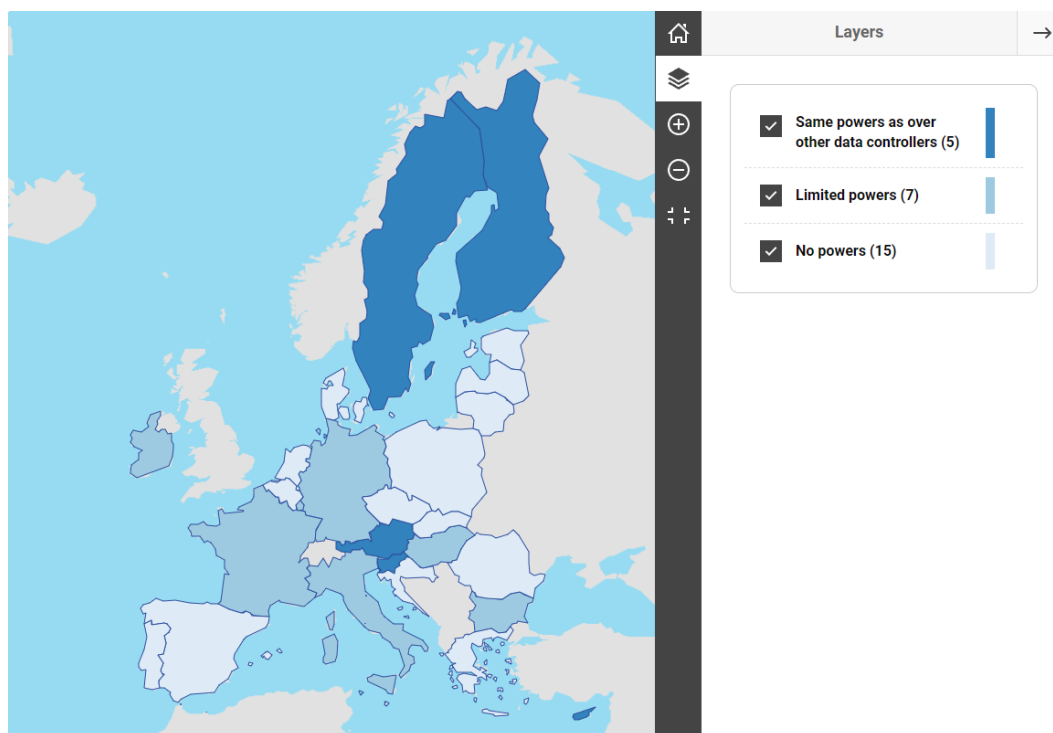 Layers
Same powers as over
other data controllers (5)
Limited powers (7)
No powers (15)